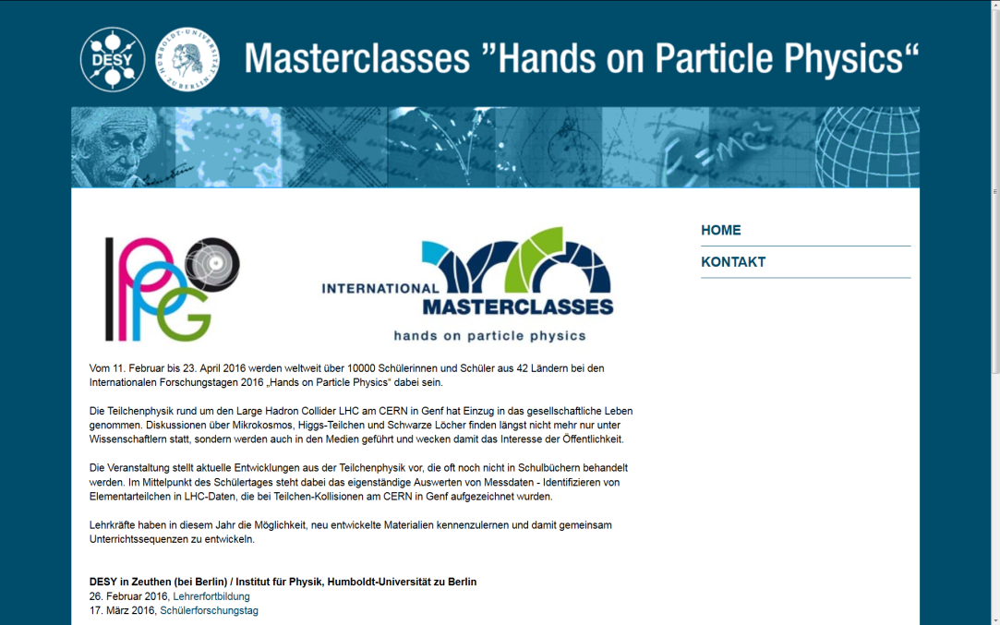 DESY
HUMBOLDT-UNIVERSITÄT ZU BERLIN
Masterclasses ”Hands on Particle Physics“
E=mc²
IPPOG
INTERNATIONAL
MASTERCLASSES
hands on particle physics
HOME
KONTAKT
Vom 11. Februar bis 23. April 2016 werden weltweit über 10000 Schülerinnen und Schüler aus 42 Ländern bei den
Internationalen Forschungstagen 2016 „Hands on Particle Physics“ dabei sein.
Die Teilchenphysik rund um den Large Hadron Collider LHC am CERN in Genf hat Einzug in das gesellschaftliche Leben
genommen. Diskussionen über Mikrokosmos, Higgs-Teilchen und Schwarze Löcher finden längst nicht mehr nur unter
Wissenschaftlern statt, sondern werden auch in den Medien geführt und wecken damit das Interesse der Öffentlichkeit.
Die Veranstaltung stellt aktuelle Entwicklungen aus der Teilchenphysik vor, die oft noch nicht in Schulbüchern behandelt
werden. Im Mittelpunkt des Schülertages steht dabei das eigenständige Auswerten von Messdaten - Identifizieren von
Elementarteilchen in LHC-Daten, die bei Teilchen-Kollisionen am CERN in Genf aufgezeichnet wurden.
Lehrkräfte haben in diesem Jahr die Möglichkeit, neu entwickelte Materialien kennenzulernen und damit gemeinsam
Unterrichtssequenzen zu entwickeln.
DESY in Zeuthen (bei Berlin) / Institut für Physik, Humboldt-Universität zu Berlin
26. Februar 2016, Lehrerfortbildung
17. März 2016, Schülerforschungstag